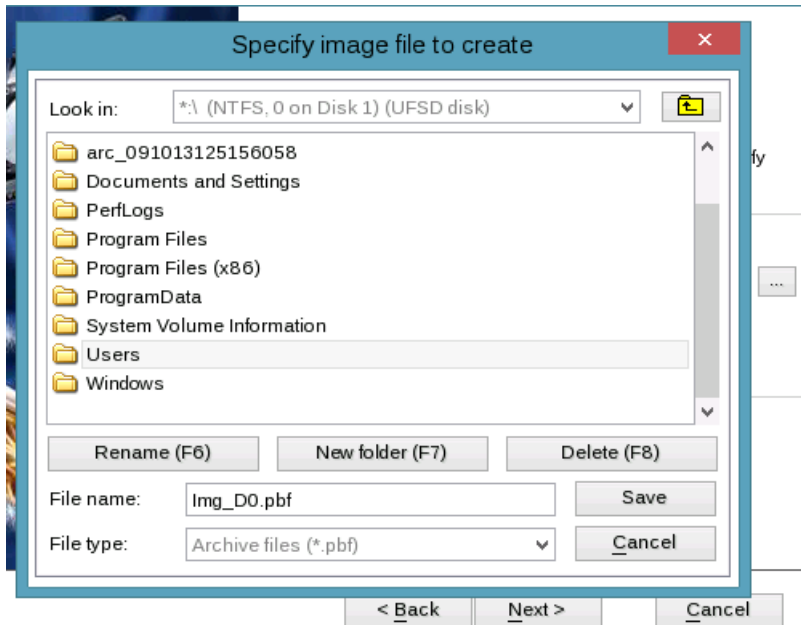 Specify image file to create
Look in: *:\ (NTFS, 0 on Disk 1) (UFSD disk)
arc_091013125156058
Documents and Settings
PerfLogs
Program Files
Program Files (x86)
ProgramData
System Volume Information
Users
Windows
Rename (F6) New folder (F7) Delete (F8)
File name: Img_D0.pbf Save
File type: Archive files (*.pbf) Cancel
fy
...
< Back Next > Cancel